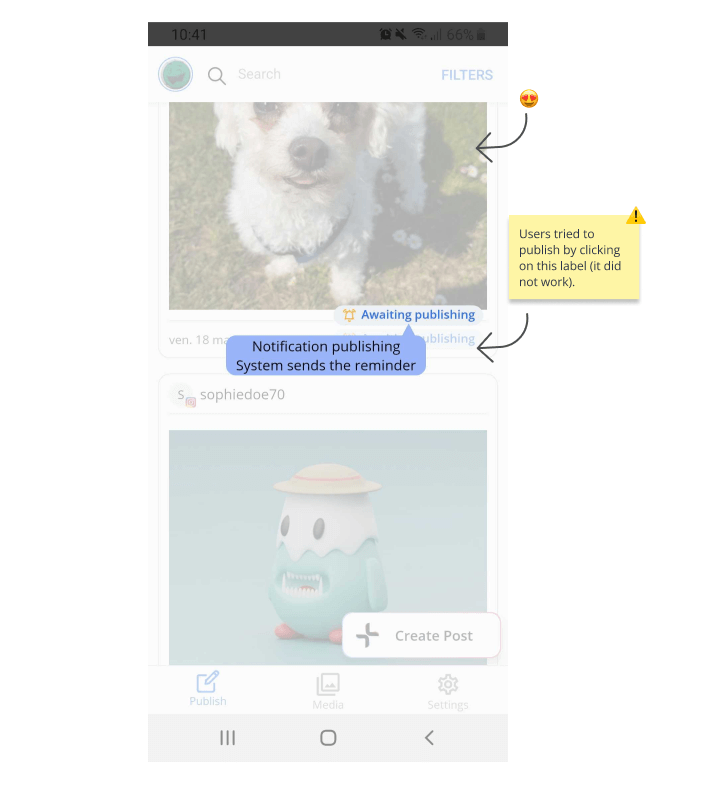 10:41
66%
Search
FILTERS
Users tried to
publish by clicking
on this label (it did
not work).
Awaiting publishing
ven. 18 ma
publishing
Notification publishing
System sends the reminder
S
sophiedoe70
Create Post
Publish
Media
Settings